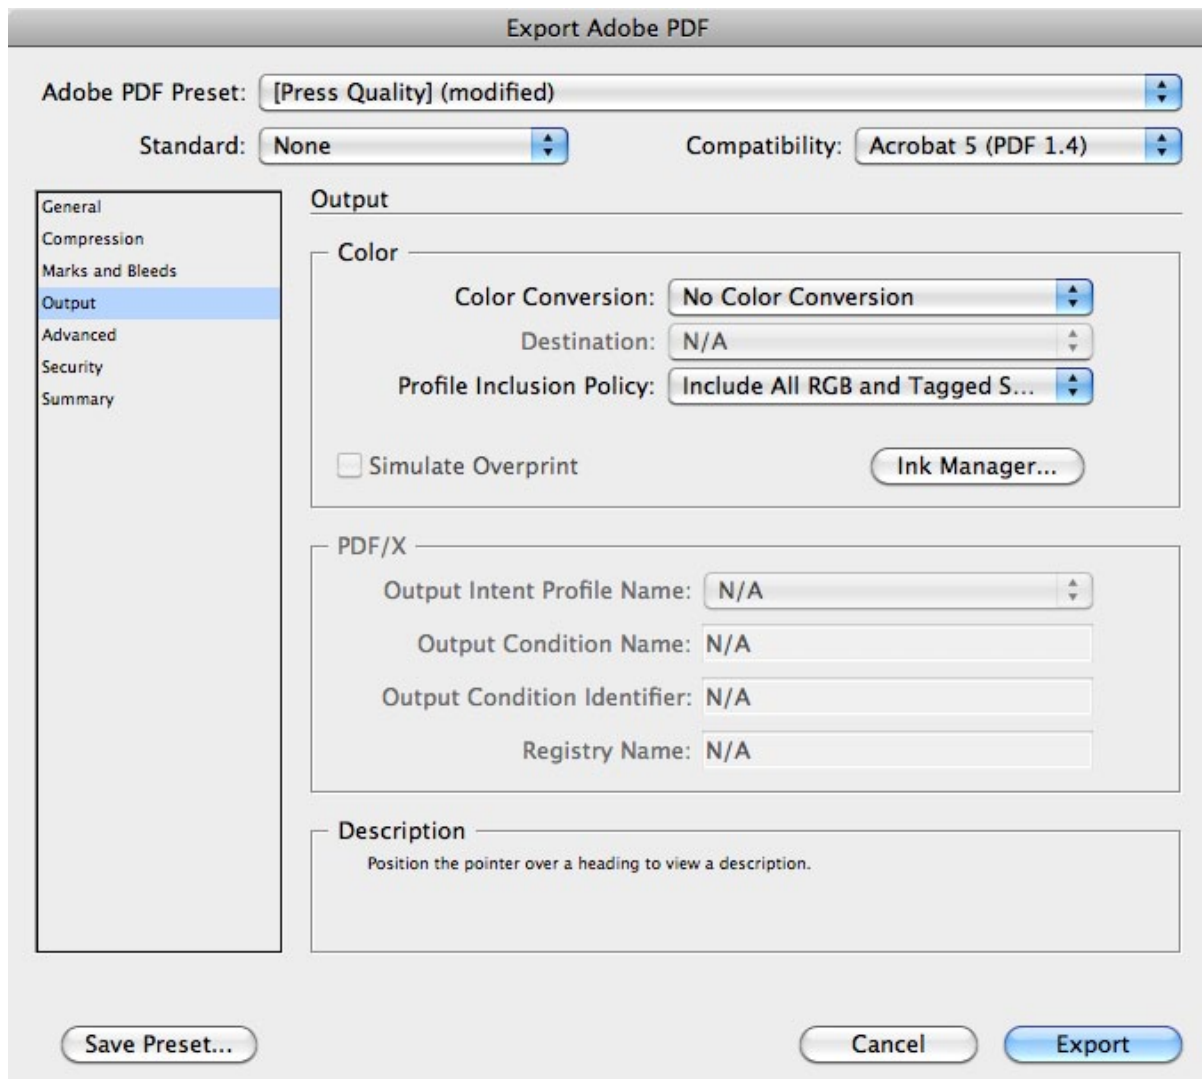 Export Adobe PDF
Adobe PDF Preset: [Press Quality] (modified)
Standard: None Compatibility: Acrobat 5 (PDF 1.4)
General
Compression
Marks and Bleeds
Output
Advanced
Security
Summary
Output
Color
Color Conversion: No Color Conversion
Destination: N/A
Profile Inclusion Policy: Include All RGB and Tagged S...
Simulate Overprint Ink Manager...
PDF/X
Output Intent Profile Name: N/A
Output Condition Name: N/A
Output Condition Identifier: N/A
Registry Name: N/A
Description
Position the pointer over a heading to view a description.
Save Preset... Cancel Export